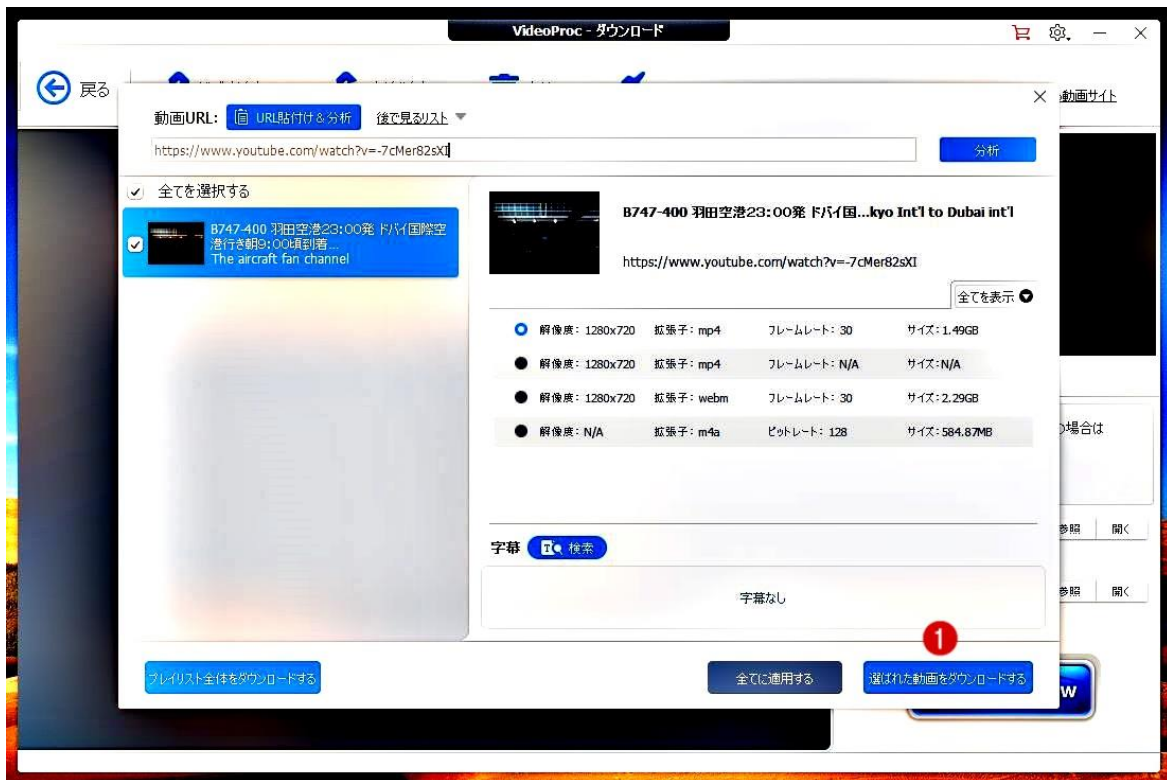 VideoProc - ダウンロード
戻る
動画サイト
動画URL:
URL貼付け&分析
後で見るリスト
https://www.youtube.com/watch?v=-7cMer82sXI
分析
全てを選択する
B747-400 羽田空港23:00発 ドバイ国際空
港行き朝9:00頃到着...
The aircraft fan channel
B747-400 羽田空港23:00発 ドバイ国...kyo Int'l to Dubai int'l
https://www.youtube.com/watch?v=-7cMer82sXI
全てを表示
解像度: 1280x720 拡張子: mp4 フレームレート: 30 サイズ: 1.49GB
解像度: 1280x720 拡張子: mp4 フレームレート: N/A サイズ: N/A
解像度: 1280x720 拡張子: webm フレームレート: 30 サイズ: 2.29GB
解像度: N/A 拡張子: m4a ビットレート: 128 サイズ: 584.87MB
の場合は
字幕
検索
参照 開く
字幕なし
参照 開く
1
プレイリスト全体をダウンロードする
全てに適用する
選ばれた動画をダウンロードする
W